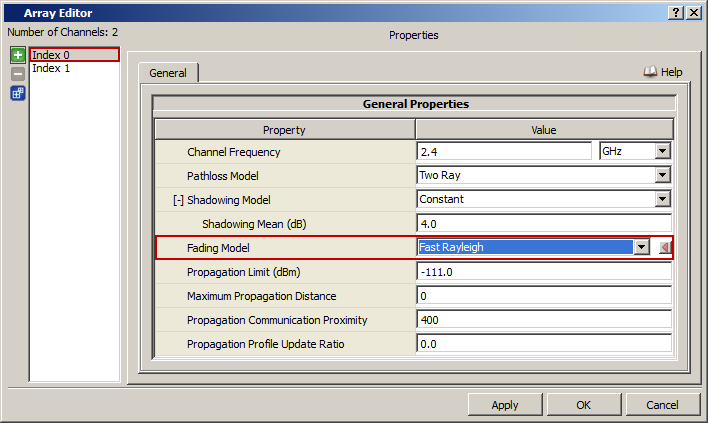 Array Editor
Number of Channels: 2
Properties
Index 0
Index 1
General
Help
General Properties
Property Value
Channel Frequency 2.4 GHz
Pathloss Model Two Ray
[-] Shadowing Model Constant
Shadowing Mean (dB) 4.0
Fading Model Fast Rayleigh
Propagation Limit (dBm) -111.0
Maximum Propagation Distance 0
Propagation Communication Proximity 400
Propagation Profile Update Ratio 0.0
Apply OK Cancel